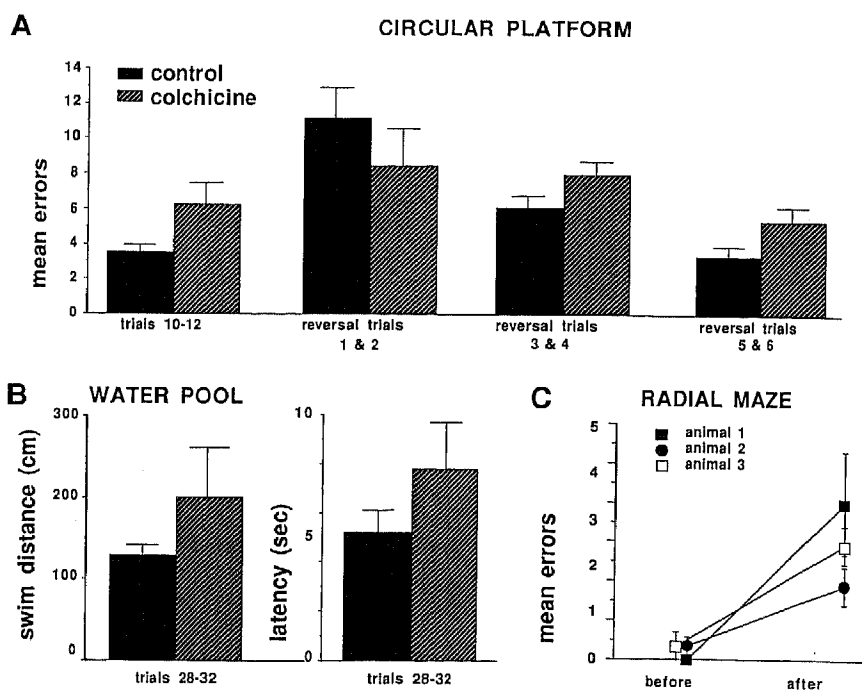 A
CIRCULAR PLATFORM
control
colchicine
mean errors
14
12
10
8
6
4
2
0
trials 10-12
reversal trials
1 & 2
reversal trials
3 & 4
reversal trials
5 & 6
B
WATER POOL
swim distance (cm)
300
200
100
0
trials 28-32
latency (sec)
10
5
0
trials 28-32
C
RADIAL MAZE
animal 1
animal 2
animal 3
mean errors
5
4
3
2
1
0
before
after